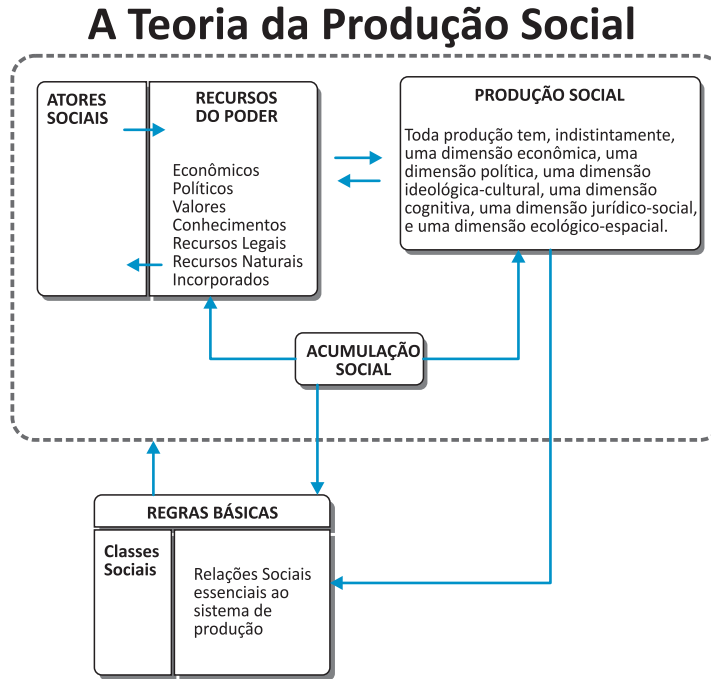 A Teoria da Produção Social
ATORES
SOCIAIS
RECURSOS
DO PODER
Econômicos
Políticos
Valores
Conhecimentos
Recursos Legais
Recursos Naturais
Incorporados
PRODUÇÃO SOCIAL
Toda produção tem, indistintamente,
uma dimensão econômica, uma
dimensão política, uma dimensão
ideológica-cultural, uma dimensão
cognitiva, uma dimensão jurídico-social,
e uma dimensão ecológico-espacial.
ACUMULAÇÃO
SOCIAL
REGRAS BÁSICAS
Classes
Sociais
Relações Sociais
essenciais ao
sistema de
produção